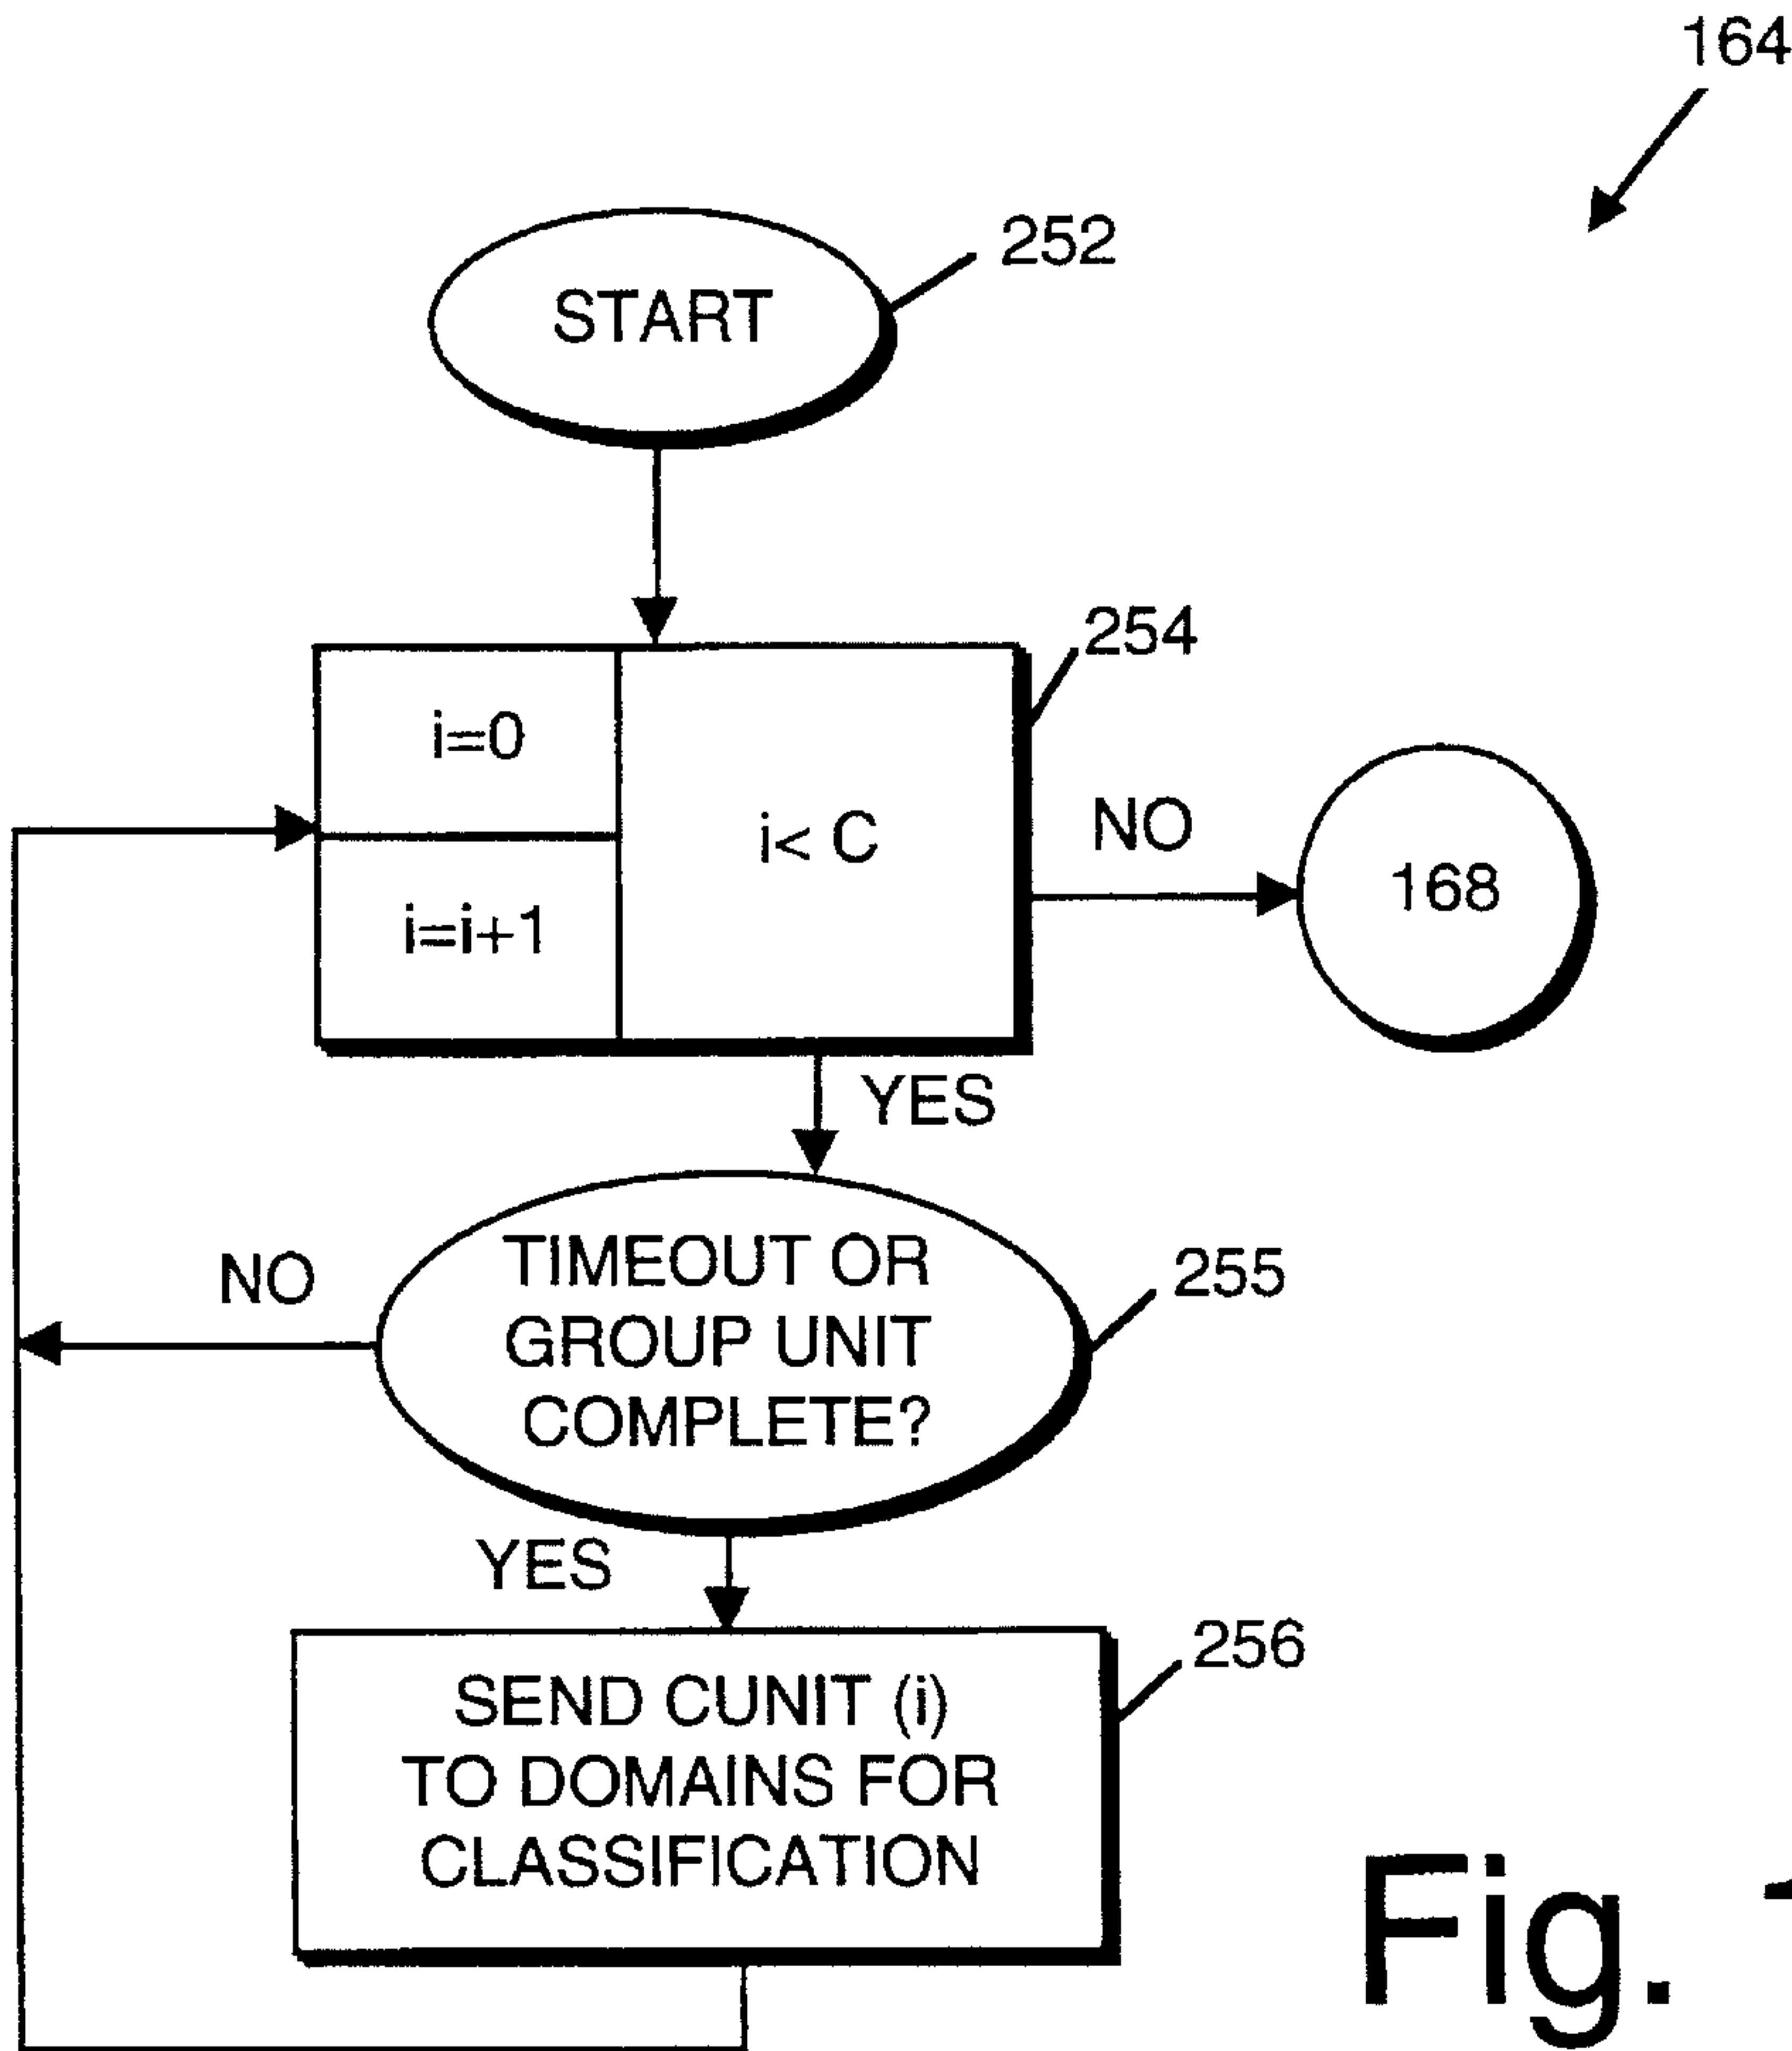 164
START
252
254
i=0
i< C
i=i+1
NO
168
YES
TIMEOUT OR
GROUP UNIT
COMPLETE?
255
NO
YES
256
SEND CUNIT (i)
TO DOMAINS FOR
CLASSIFICATION
Fig.